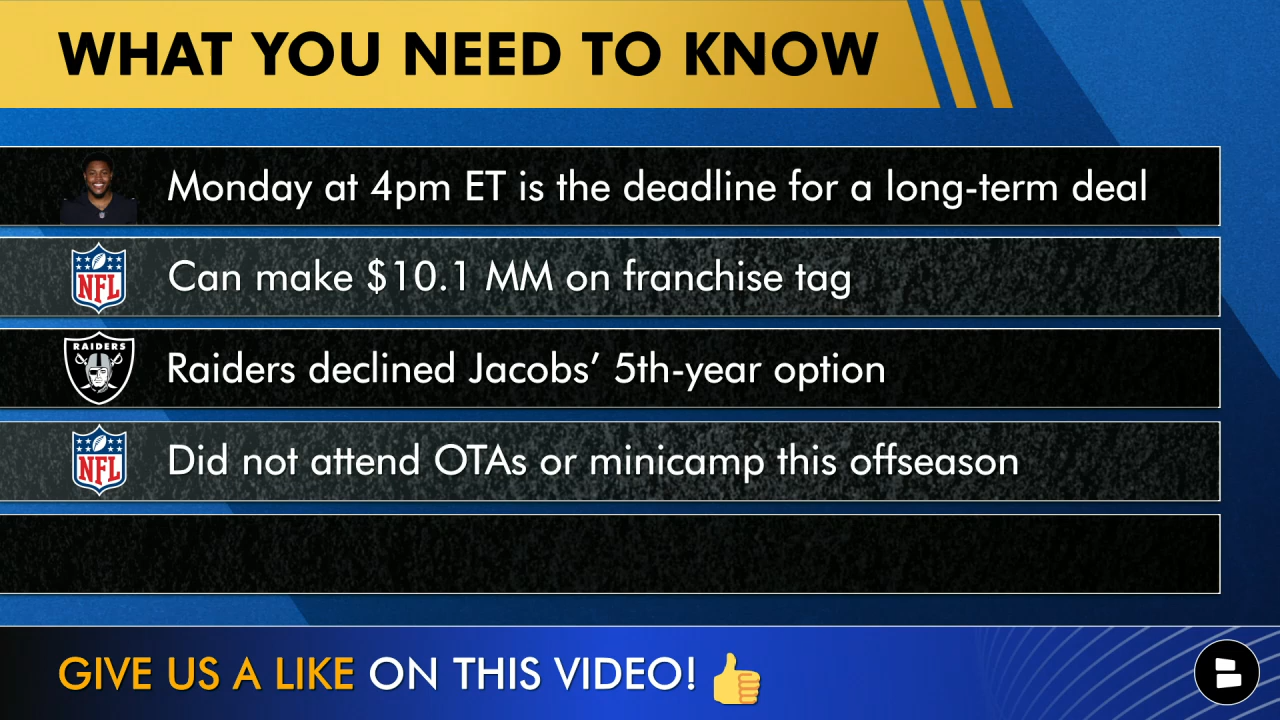 WHAT YOU NEED TO KNOW
Monday at 4pm ET is the deadline for a long-term deal
NFL
Can make $10.1 MM on franchise tag
RAIDERS
Raiders declined Jacobs’ 5th-year option
NFL
Did not attend OTAs or minicamp this offseason
GIVE US A LIKE ON THIS VIDEO!